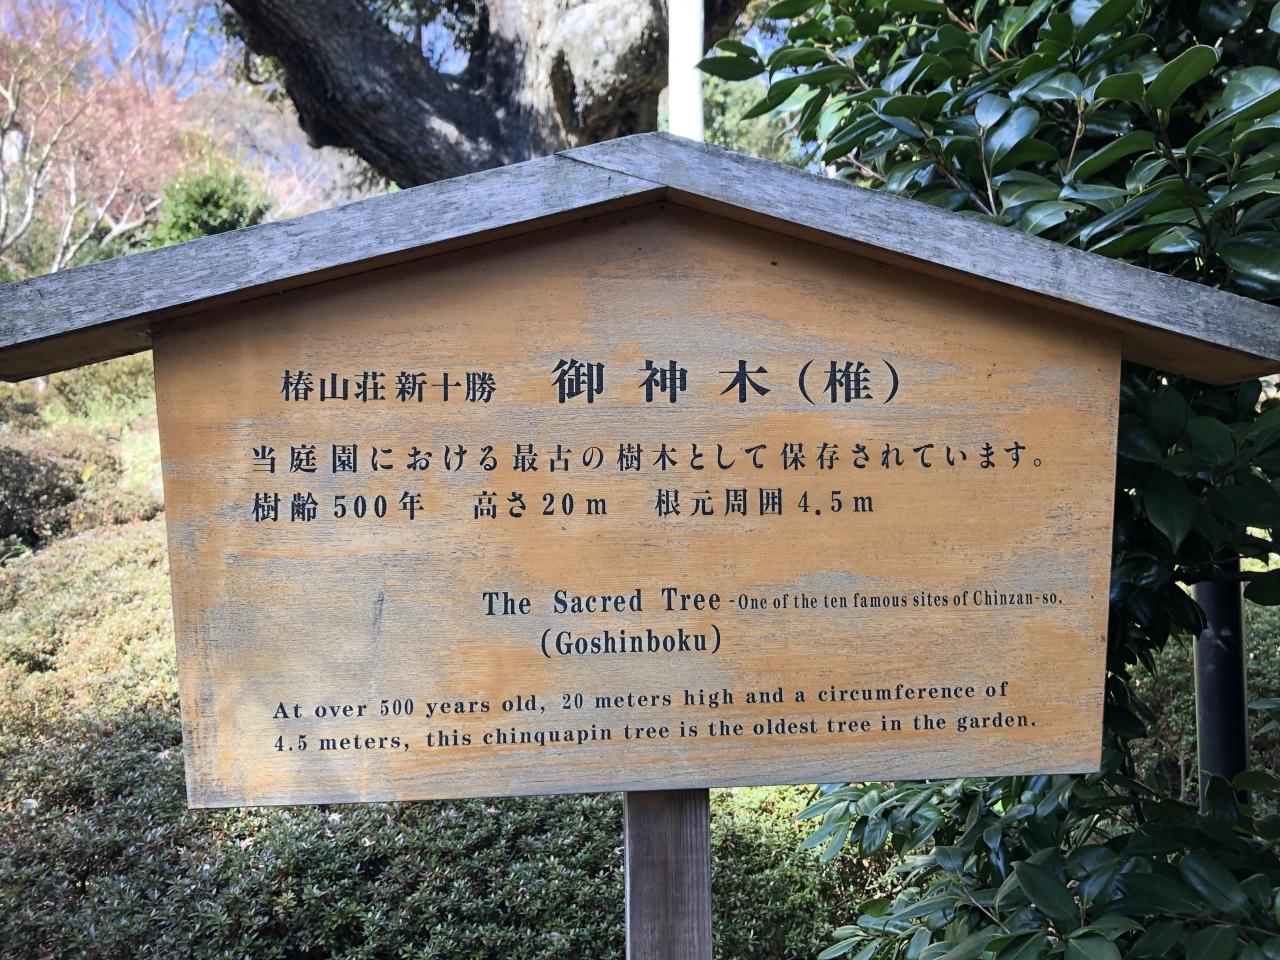 椿山荘新十勝 御神木(椎)
当庭園における最古の樹木として保存されています。
樹齢500年 高さ20m 根元周囲4.5m
The Sacred Tree -One of the ten famous sites of Chinzan-so.
(Goshinboku)
At over 500 years old, 20 meters high and a circumference of
4.5 meters, this chinquapin tree is the oldest tree in the garden.